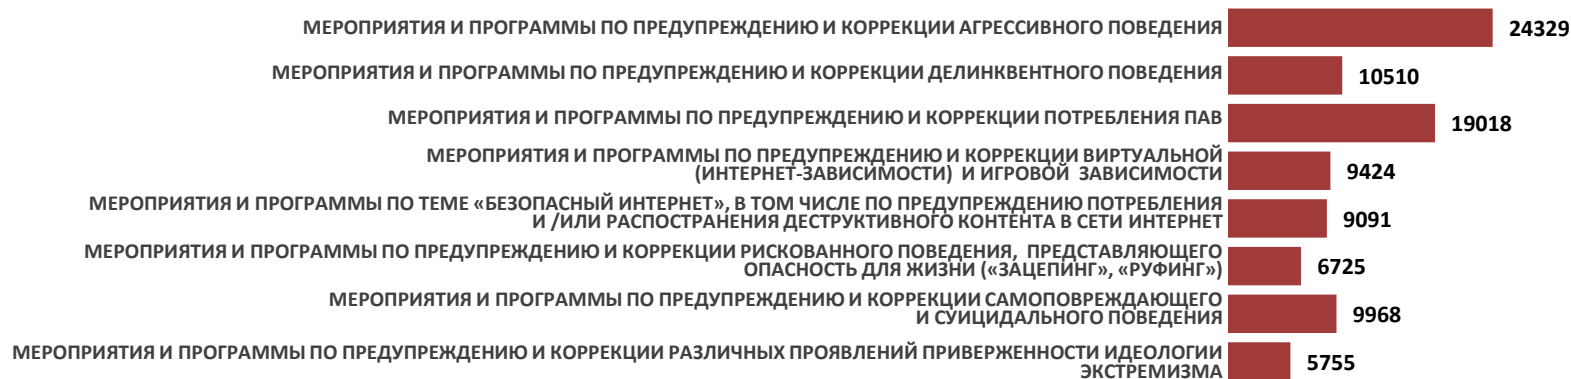 МЕРОПРИЯТИЯ И ПРОГРАММЫ ПО ПРЕДУПРЕЖДЕНИЮ И КОРРЕКЦИИ АГРЕССИВНОГО ПОВЕДЕНИЯ 24329
МЕРОПРИЯТИЯ И ПРОГРАММЫ ПО ПРЕДУПРЕЖДЕНИЮ И КОРРЕКЦИИ ДЕЛИНКВЕНТНОГО ПОВЕДЕНИЯ 10510
МЕРОПРИЯТИЯ И ПРОГРАММЫ ПО ПРЕДУПРЕЖДЕНИЮ И КОРРЕКЦИИ ПОТРЕБЛЕНИЯ ПАВ 19018
МЕРОПРИЯТИЯ И ПРОГРАММЫ ПО ПРЕДУПРЕЖДЕНИЮ И КОРРЕКЦИИ ВИРТУАЛЬНОЙ
(ИНТЕРНЕТ-ЗАВИСИМОСТИ) И ИГРОВОЙ ЗАВИСИМОСТИ 9424
МЕРОПРИЯТИЯ И ПРОГРАММЫ ПО ТЕМЕ «БЕЗОПАСНЫЙ ИНТЕРНЕТ», В ТОМ ЧИСЛЕ ПО ПРЕДУПРЕЖДЕНИЮ ПОТРЕБЛЕНИЯ
И /ИЛИ РАСПОСТРАНЕНИЯ ДЕСТРУКТИВНОГО КОНТЕНТА В СЕТИ ИНТЕРНЕТ 9091
МЕРОПРИЯТИЯ И ПРОГРАММЫ ПО ПРЕДУПРЕЖДЕНИЮ И КОРРЕКЦИИ РИСКОВАННОГО ПОВЕДЕНИЯ, ПРЕДСТАВЛЯЮЩЕГО
ОПАСНОСТЬ ДЛЯ ЖИЗНИ («ЗАЦЕПИНГ», «РУФИНГ») 6725
МЕРОПРИЯТИЯ И ПРОГРАММЫ ПО ПРЕДУПРЕЖДЕНИЮ И КОРРЕКЦИИ САМОПОВРЕЖДАЮЩЕГО
И СУИЦИДАЛЬНОГО ПОВЕДЕНИЯ 9968
МЕРОПРИЯТИЯ И ПРОГРАММЫ ПО ПРЕДУПРЕЖДЕНИЮ И КОРРЕКЦИИ РАЗЛИЧНЫХ ПРОЯВЛЕНИЙ ПРИВЕРЖЕННОСТИ ИДЕОЛОГИИ
ЭКСТРЕМИЗМА 5755